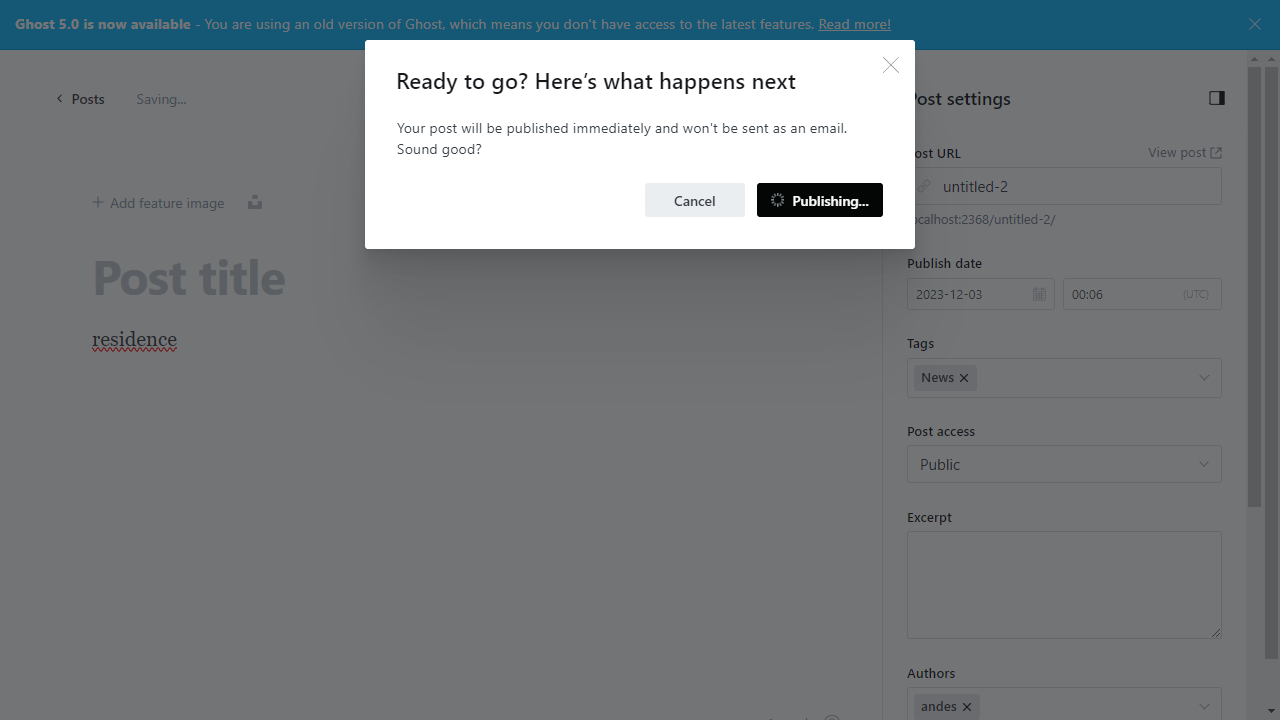 Ghost 5.0 is now available - You are using an old version of Ghost, which means you don't have access to the latest features. Read more!
Ready to go? Here's what happens next
Your post will be published immediately and won't be sent as an email.
Sound good?
Cancel
Publishing...
Posts
Saving...
Add feature image
Post title
residence
Post settings
Post URL
View post
untitled-2
localhost:2368/untitled-2/
Publish date
2023-12-03
00:06
(UTC)
Tags
News
Post access
Public
Excerpt
Authors
andes